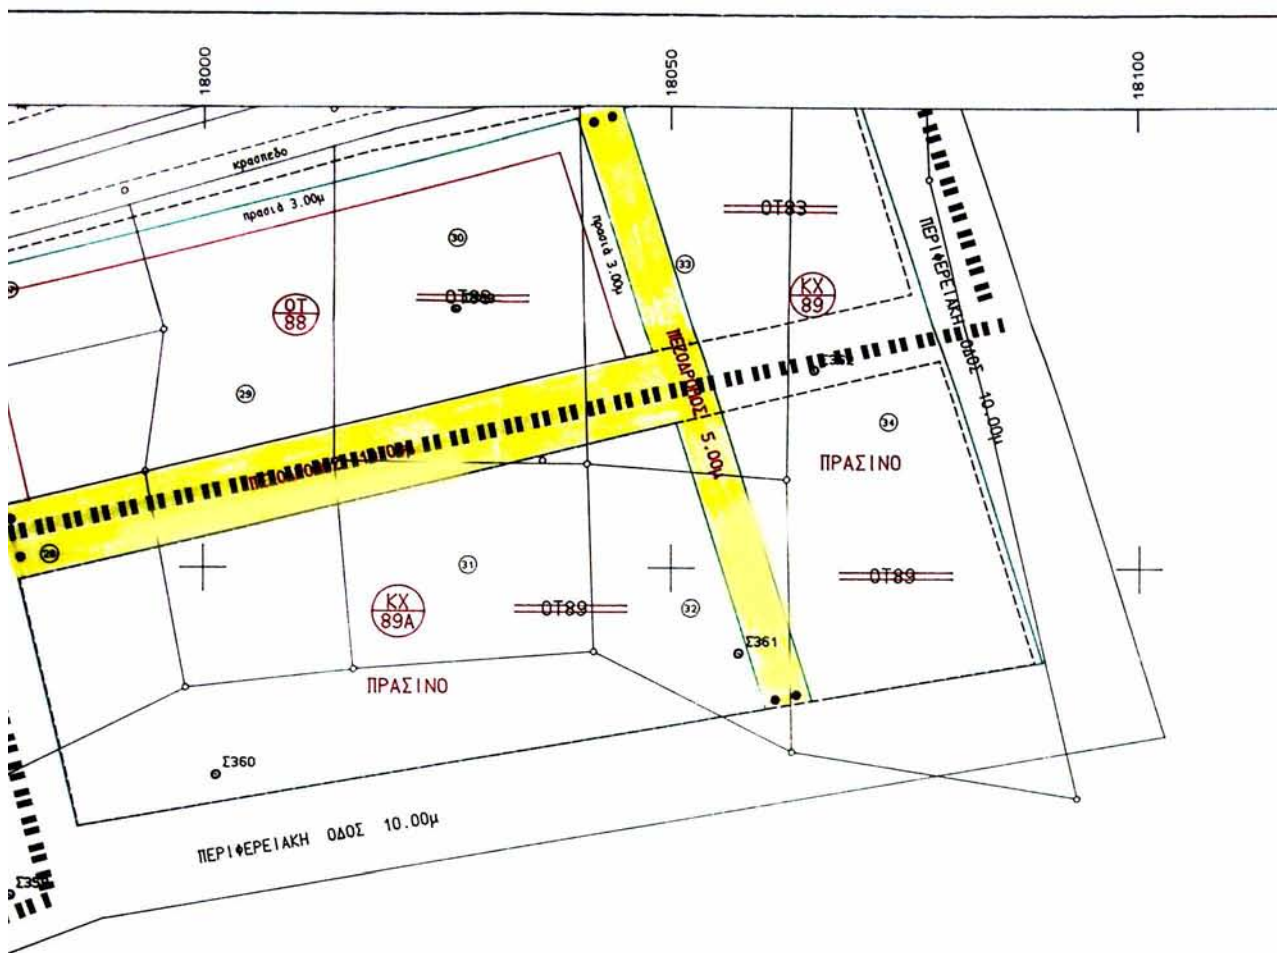 18000
18050
18100
κρασπεδο
πρασιά 3.00μ
30
πρασιά 3.00μ
33
ΟΤ83
ΚΧ
89
ΟΤ
88
29
ΠΕΖΟΔΡΟΜΟΣ 5.00μ
ΠΕΡΙΦΕΡΕΙΑΚΗ ΟΔΟΣ 10.00μ
34
ΠΡΑΣΙΝΟ
28
31
ΟΤ89
ΚΧ
89Α
ΟΤ89
32
Σ361
ΠΡΑΣΙΝΟ
Σ360
ΠΕΡΙΦΕΡΕΙΑΚΗ ΟΔΟΣ 10.00μ